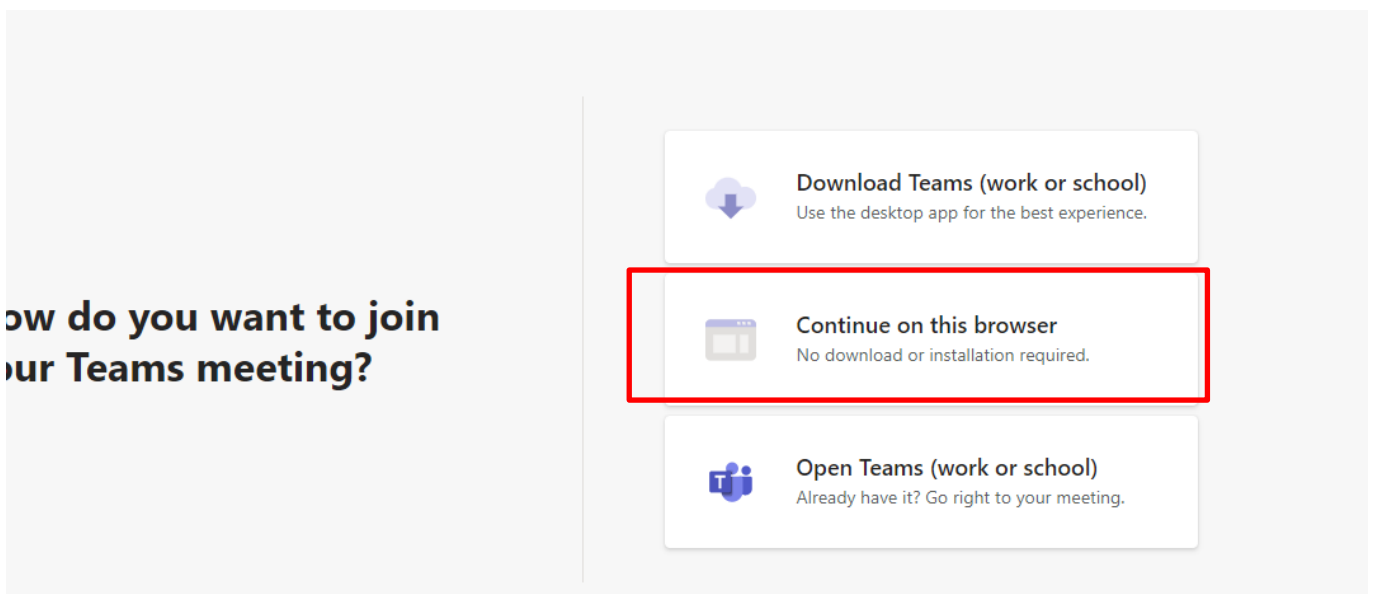 ow do you want to join
our Teams meeting?
Download Teams (work or school)
Use the desktop app for the best experience.
Continue on this browser
No download or installation required.
Open Teams (work or school)
Already have it? Go right to your meeting.